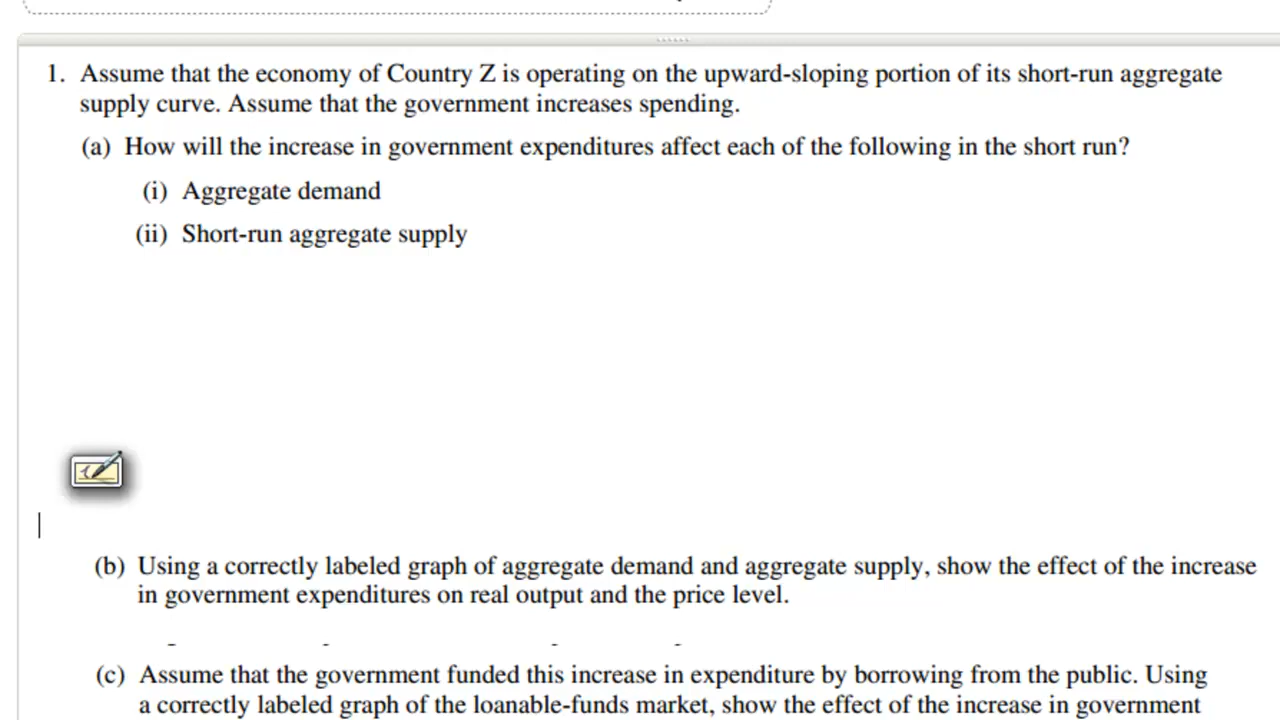 1. Assume that the economy of Country Z is operating on the upward-sloping portion of its short-run aggregate
supply curve. Assume that the government increases spending.
(a) How will the increase in government expenditures affect each of the following in the short run?
(i) Aggregate demand
(ii) Short-run aggregate supply
(b) Using a correctly labeled graph of aggregate demand and aggregate supply, show the effect of the increase
in government expenditures on real output and the price level.
(c) Assume that the government funded this increase in expenditure by borrowing from the public. Using
a correctly labeled graph of the loanable-funds market, show the effect of the increase in government